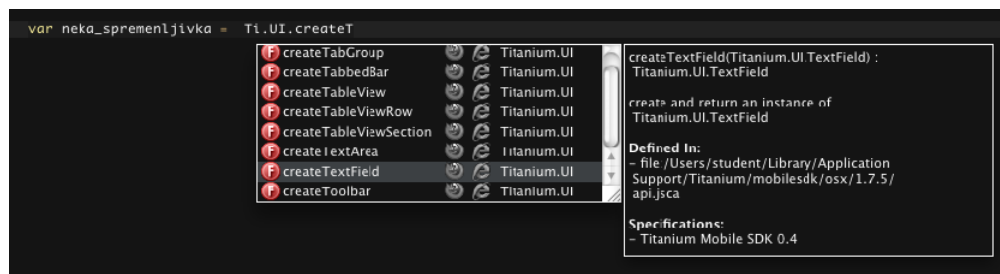 var neka_spremenljivka = Ti.UI.createT
createTabGroup Titanium.UI
createTabbedBar Titanium.UI
createTableView Titanium.UI
createTableViewRow Titanium.UI
createTableViewSection Titanium.UI
createTextArea Titanium.UI
createTextField Titanium.UI
createToolbar Titanium.UI
createTextField(Titanium.UI.TextField) :
Titanium.UI.TextField
create and return an instance of
Titanium.UI.TextField
Defined In:
- file /Users/student/Library/Application
Support/Titanium/mobilesdk/osx/1.7.5/
api.jsca
Specifications:
- Titanium Mobile SDK 0.4